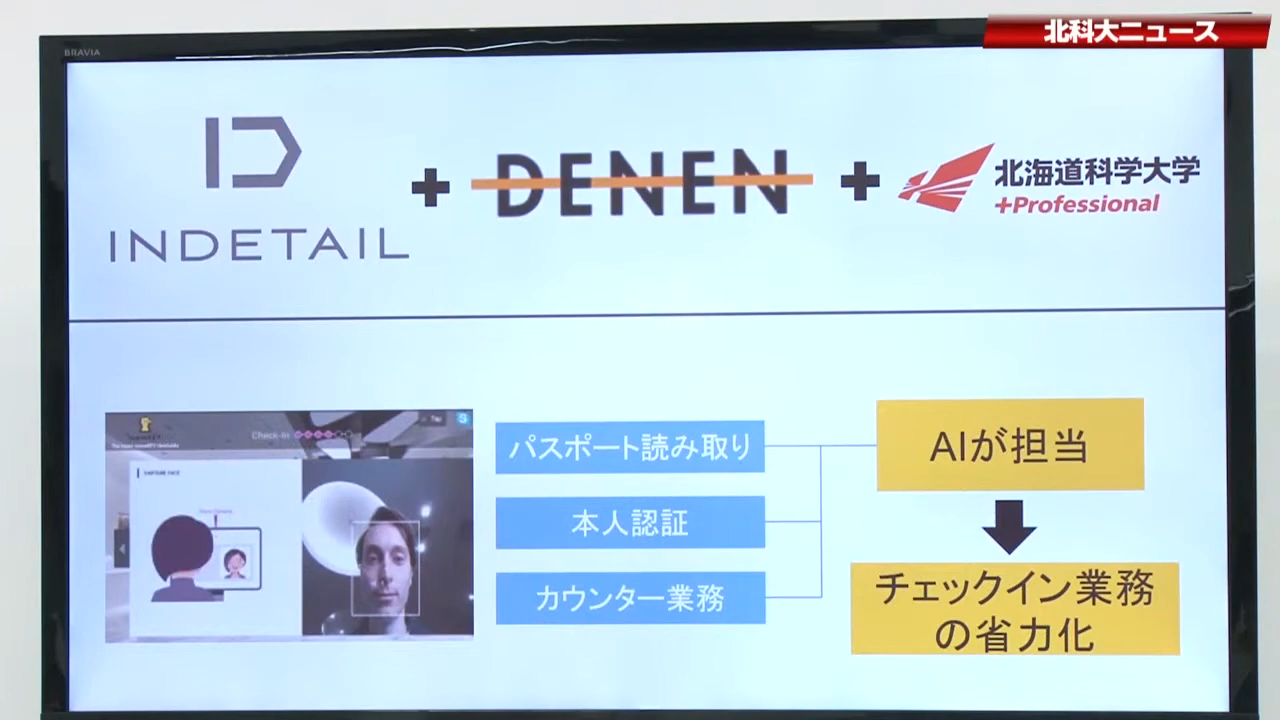 北科大ニュース
BRAVIA
INDETAIL
+
DENEN
+
北海道科学大学
+Professional
Check-in
CAPTURE FACE
パスポート読み取り
本人認証
カウンター業務
AIが担当
チェックイン業務
の省力化